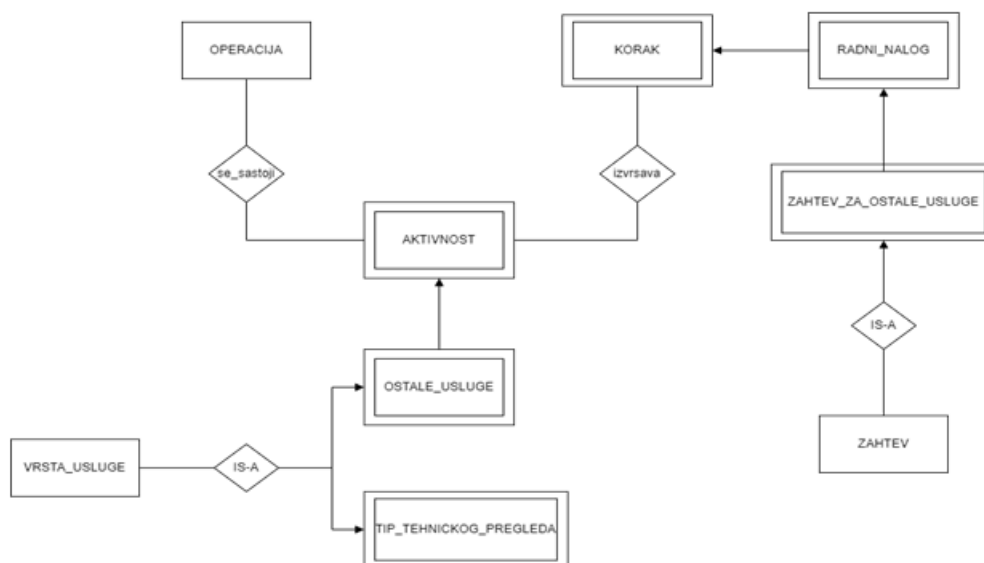 OPERACIJA
KORAK
RADNI_NALOG
se_sastoji
izvrsava
ZAHTEV_ZA_OSTALE_USLUGE
AKTIVNOST
IS-A
OSTALE_USLUGE
ZAHTEV
VRSTA_USLUGE
IS-A
TIP_TEHNICKOG_PREGLEDA